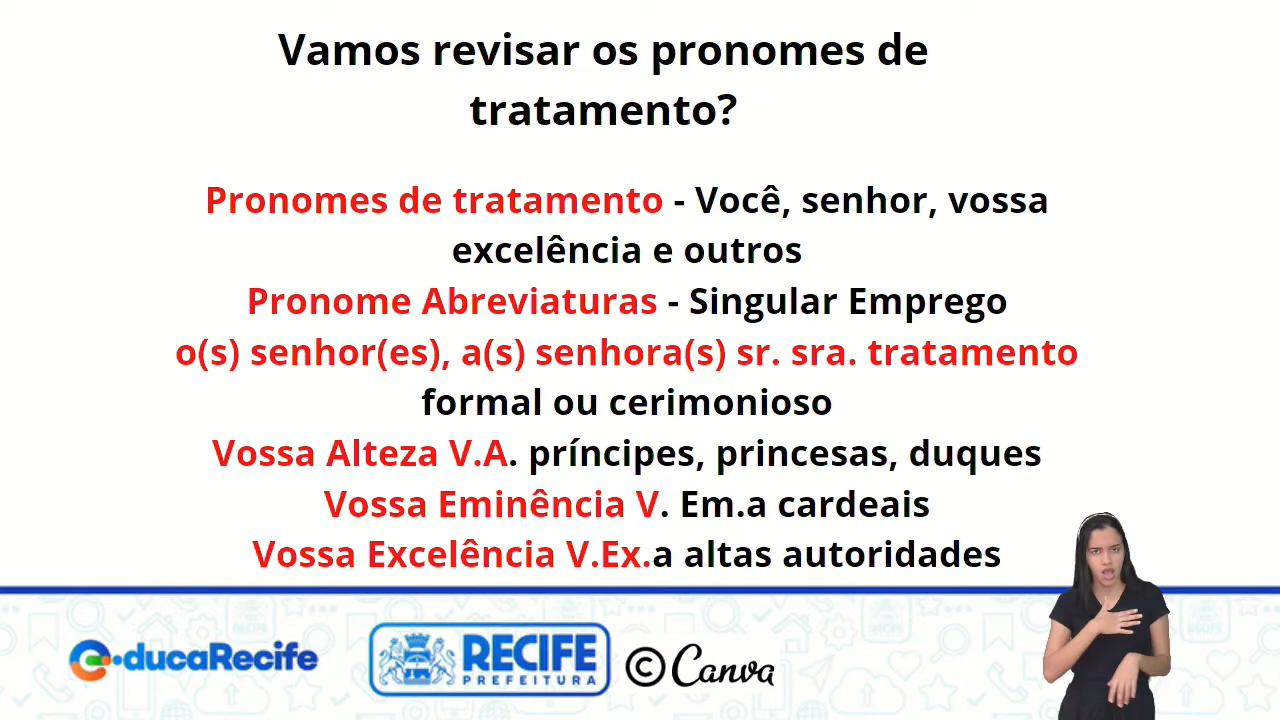 Vamos revisar os pronomes de
tratamento?
Pronomes de tratamento - Você, senhor, vossa
excelência e outros
Pronome Abreviaturas - Singular Emprego
o(s) senhor(es), a(s) senhora(s) sr. sra. tratamento
formal ou cerimonioso
Vossa Alteza V.A. príncipes, princesas, duques
Vossa Eminência V. Em.a cardeais
Vossa Excelência V.Ex.a altas autoridades
e·ducaRecife
RECIFE
PREFEITURA
© Canva